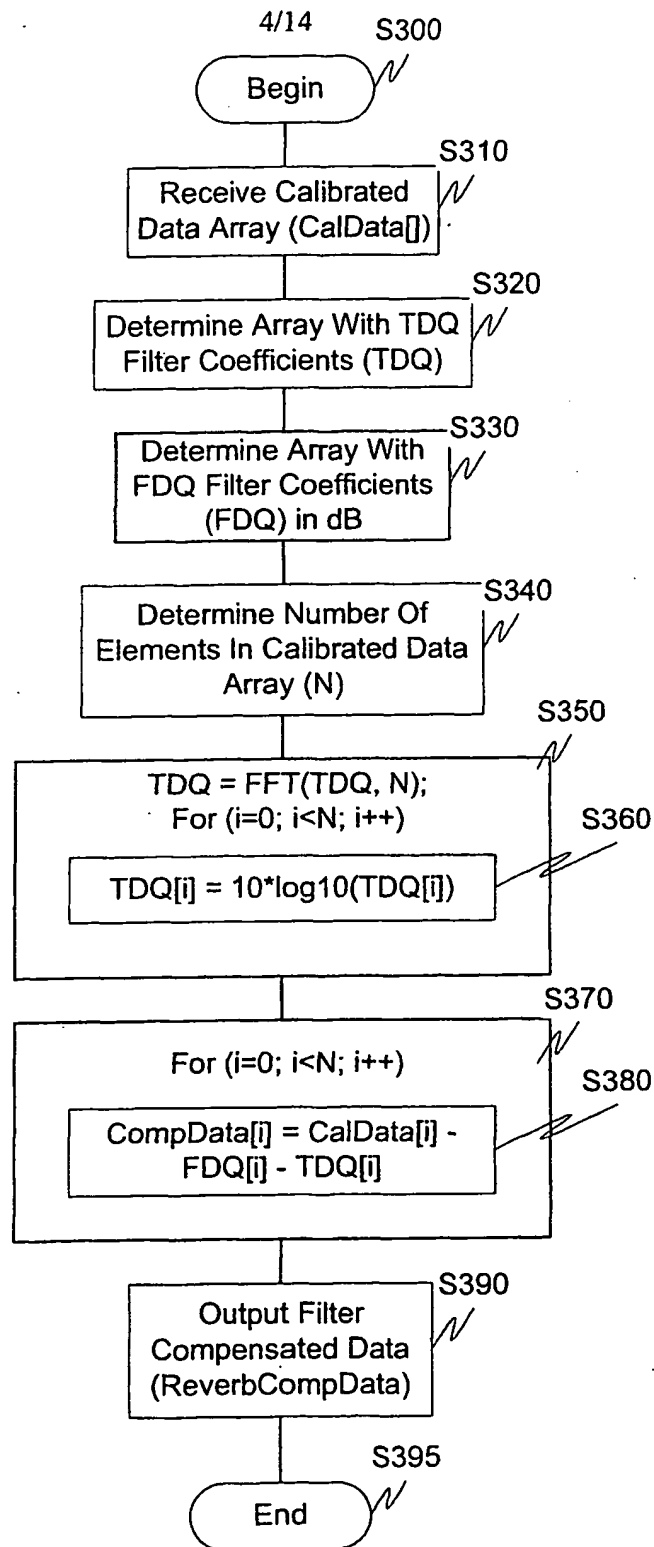 4/14
S300
Begin
S310
Receive Calibrated
Data Array (CalData[])
S320
Determine Array With TDQ
Filter Coefficients (TDQ)
S330
Determine Array With
FDQ Filter Coefficients
(FDQ) in dB
S340
Determine Number Of
Elements In Calibrated Data
Array (N)
S350
TDQ = FFT(TDQ, N);
For (i=0; i<N; i++)
S360
TDQ[i] = 10*log10(TDQ[i])
S370
For (i=0; i<N; i++)
S380
CompData[i] = CalData[i] -
FDQ[i] - TDQ[i]
S390
Output Filter
Compensated Data
(ReverbCompData)
S395
End